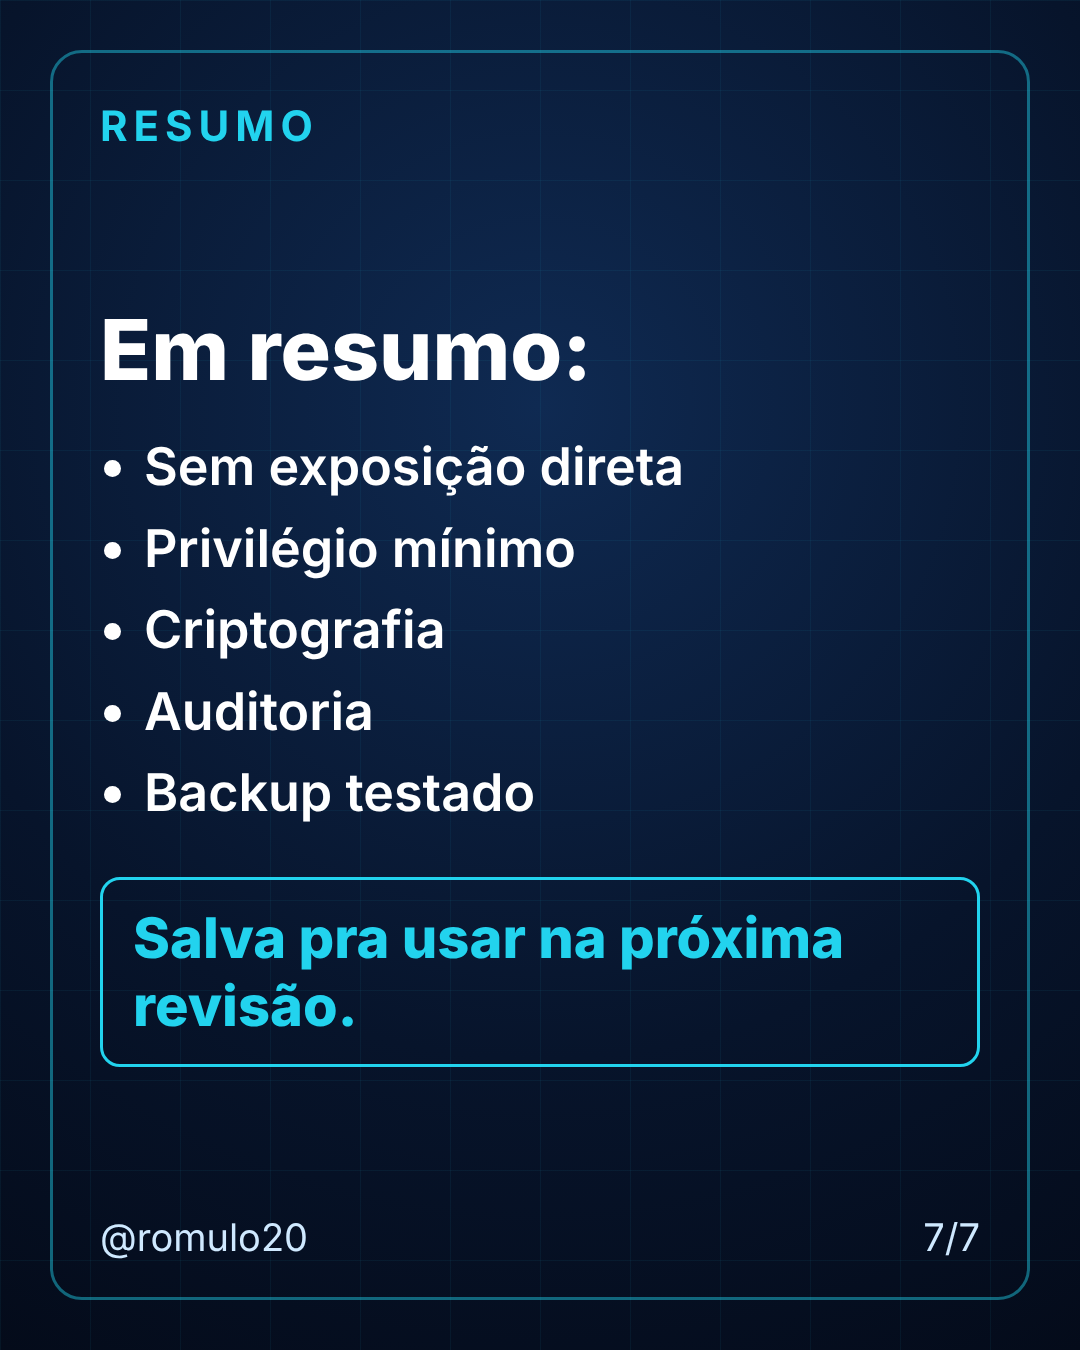 RESUMO
Em resumo:
• Sem exposição direta
• Privilégio mínimo
• Criptografia
• Auditoria
• Backup testado
Salva pra usar na próxima
revisão.
@romulo20
7/7